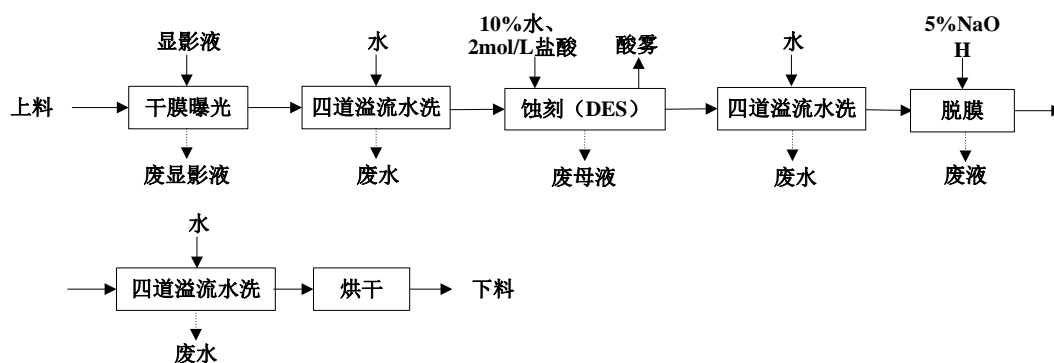 显影液
水
10%水、
2mol/L盐酸
酸雾
水
5%NaO
H
上料
干膜曝光
四道溢流水洗
蚀刻（DES）
四道溢流水洗
脱膜
废显影液
废水
废母液
废水
废液
水
四道溢流水洗
烘干
下料
废水